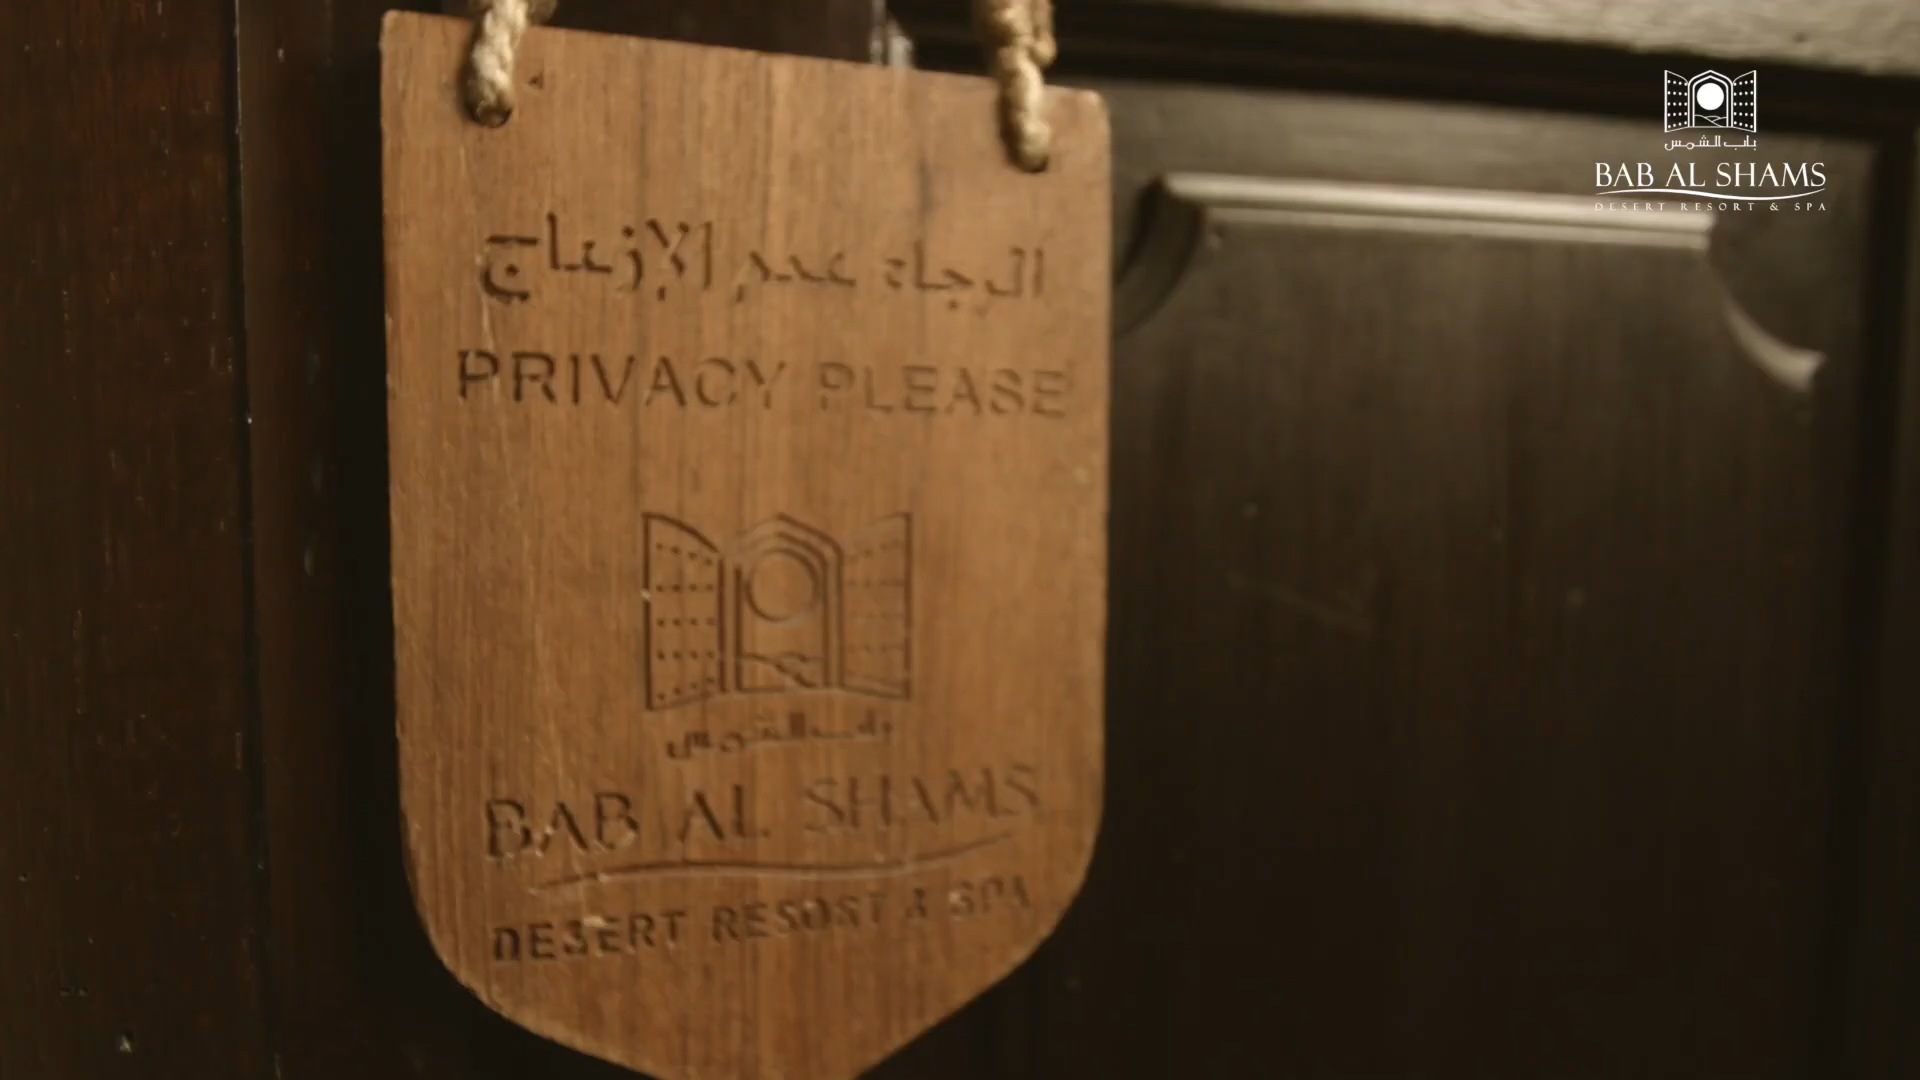 الرجاء عدم الإزعاج
PRIVACY PLEASE
باب الشمس
BAB AL SHAMS
DESERT RESORT & SPA
باب الشمس
BAB AL SHAMS
DESERT RESORT & SPA